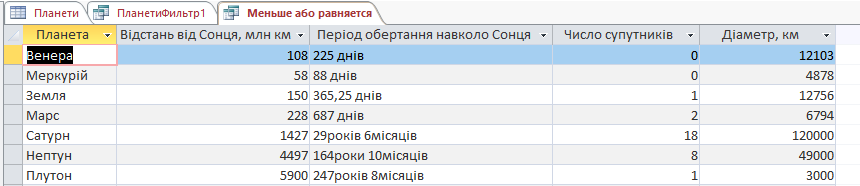 Планети ПланетиФильтр1 Меньше або равняется
Планета Відстань від Сонця, млн км Період обертання навколо Сонця Число супутників Діаметр, км
Венера 108 225 днів 0 12103
Меркурій 58 88 днів 0 4878
Земля 150 365,25 днів 1 12756
Марс 228 687 днів 2 6794
Сатурн 1427 29років 6місяців 18 120000
Нептун 4497 164роки 10місяців 8 49000
Плутон 5900 247років 8місяців 1 3000